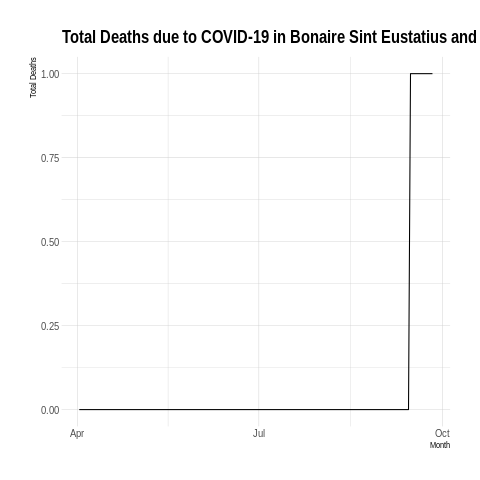 Total Deaths due to COVID-19 in Bonaire Sint Eustatius and
Total Deaths
1.00
0.75
0.50
0.25
0.00
Apr Jul Oct
Month